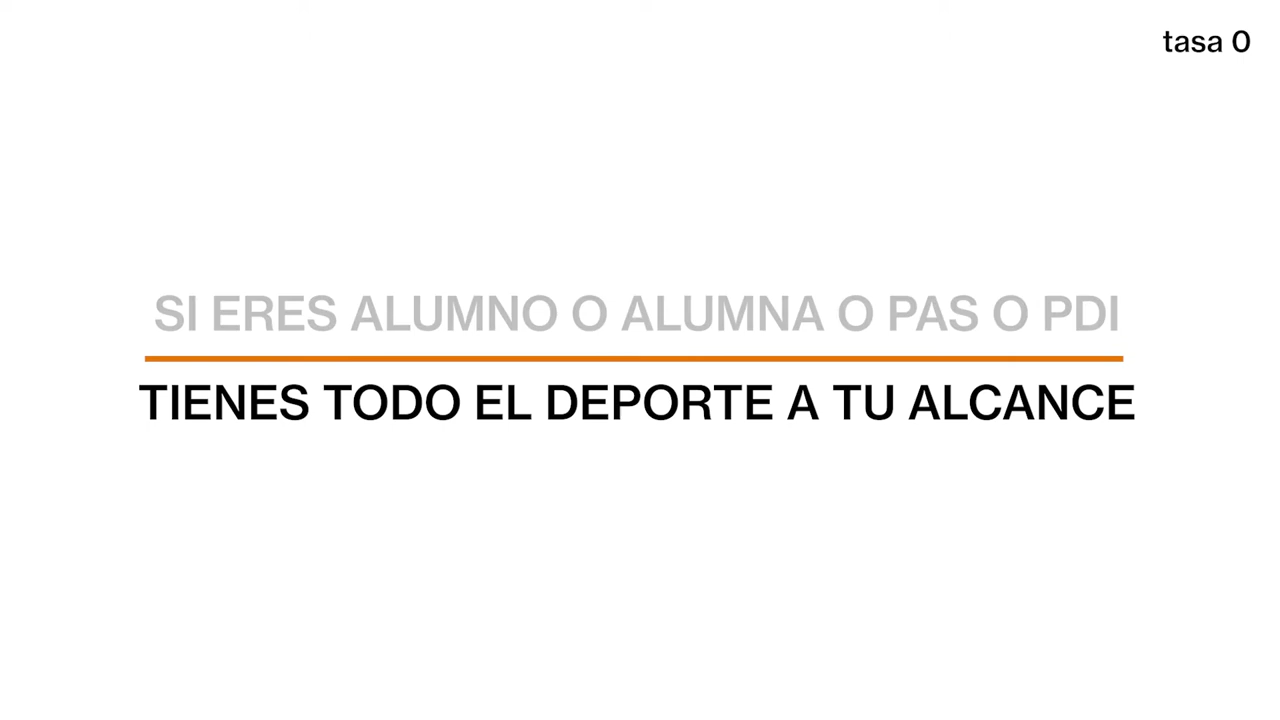 tasa 0
SI ERES ALUMNO O ALUMNA O PAS O PDI
TIENES TODO EL DEPORTE A TU ALCANCE